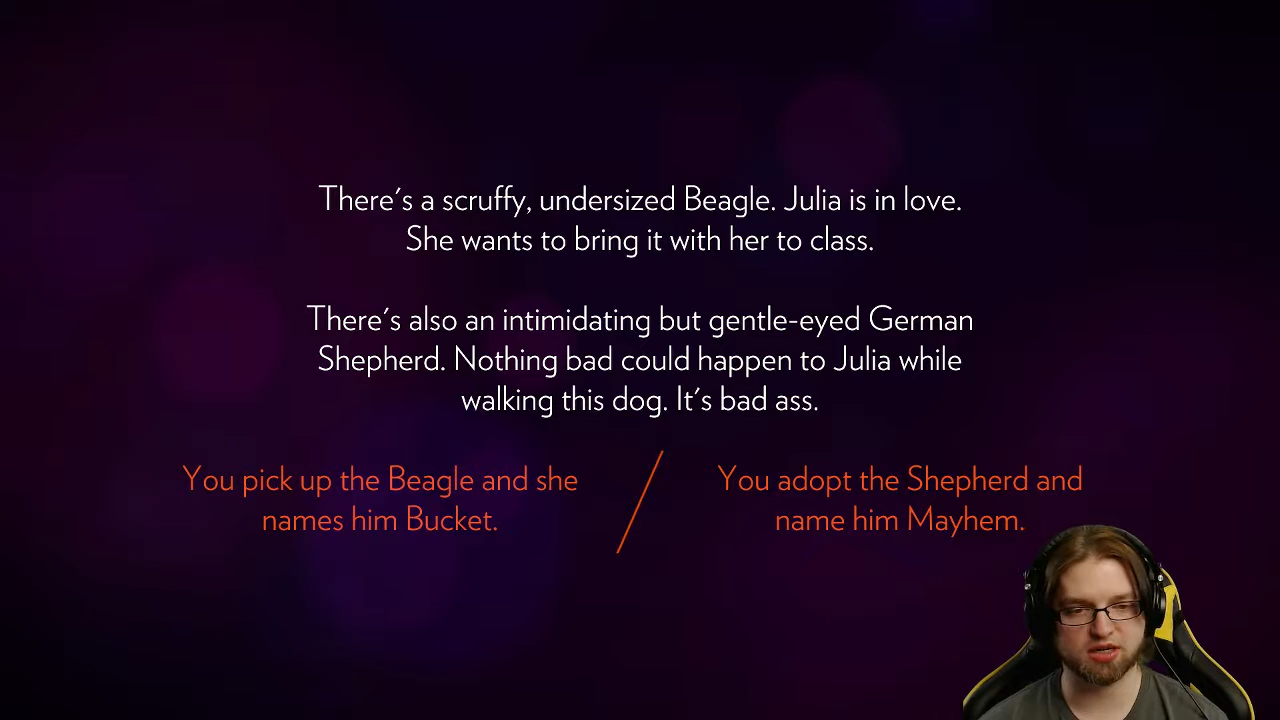 There's a scruffy, undersized Beagle. Julia is in love.
She wants to bring it with her to class.
There's also an intimidating but gentle-eyed German
Shepherd. Nothing bad could happen to Julia while
walking this dog. It's bad ass.
You pick up the Beagle and she
names him Bucket.
You adopt the Shepherd and
name him Mayhem.